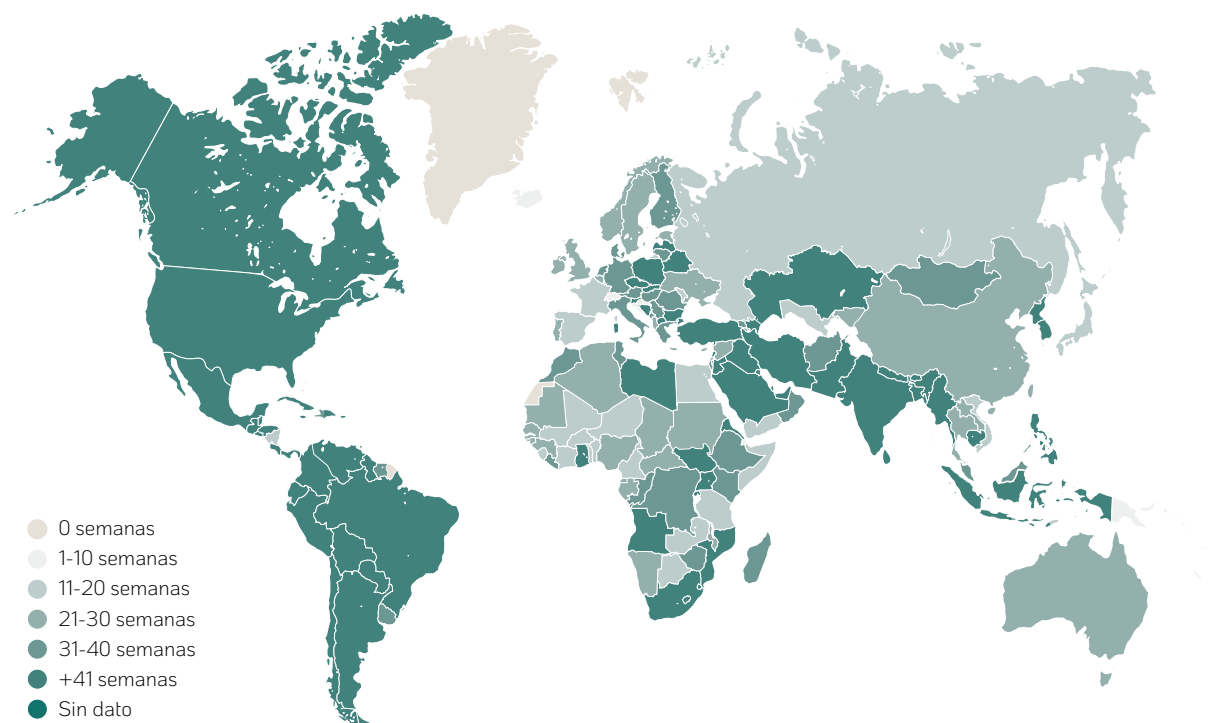 0 semanas
1-10 semanas
11-20 semanas
21-30 semanas
31-40 semanas
+41 semanas
Sin dato